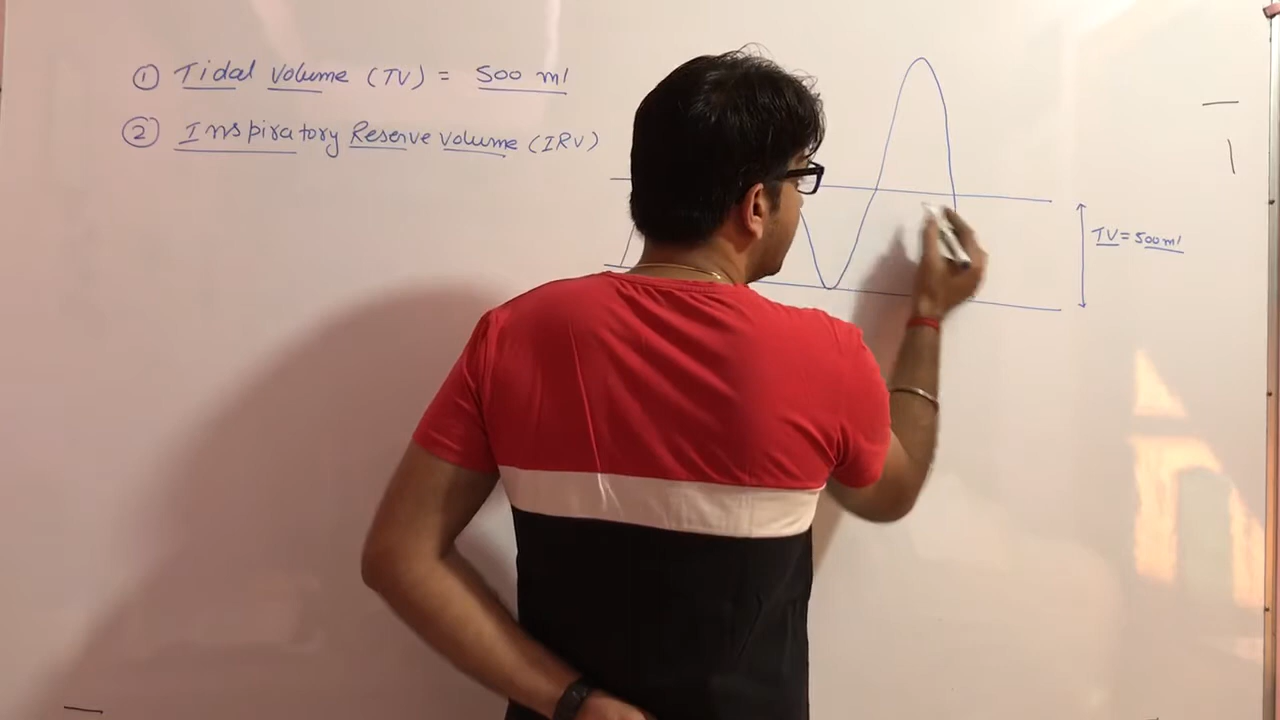 ① Tidal Volume (TV) = 500 ml
② Inspiratory Reserve Volume (IRV)
TV = 500 ml